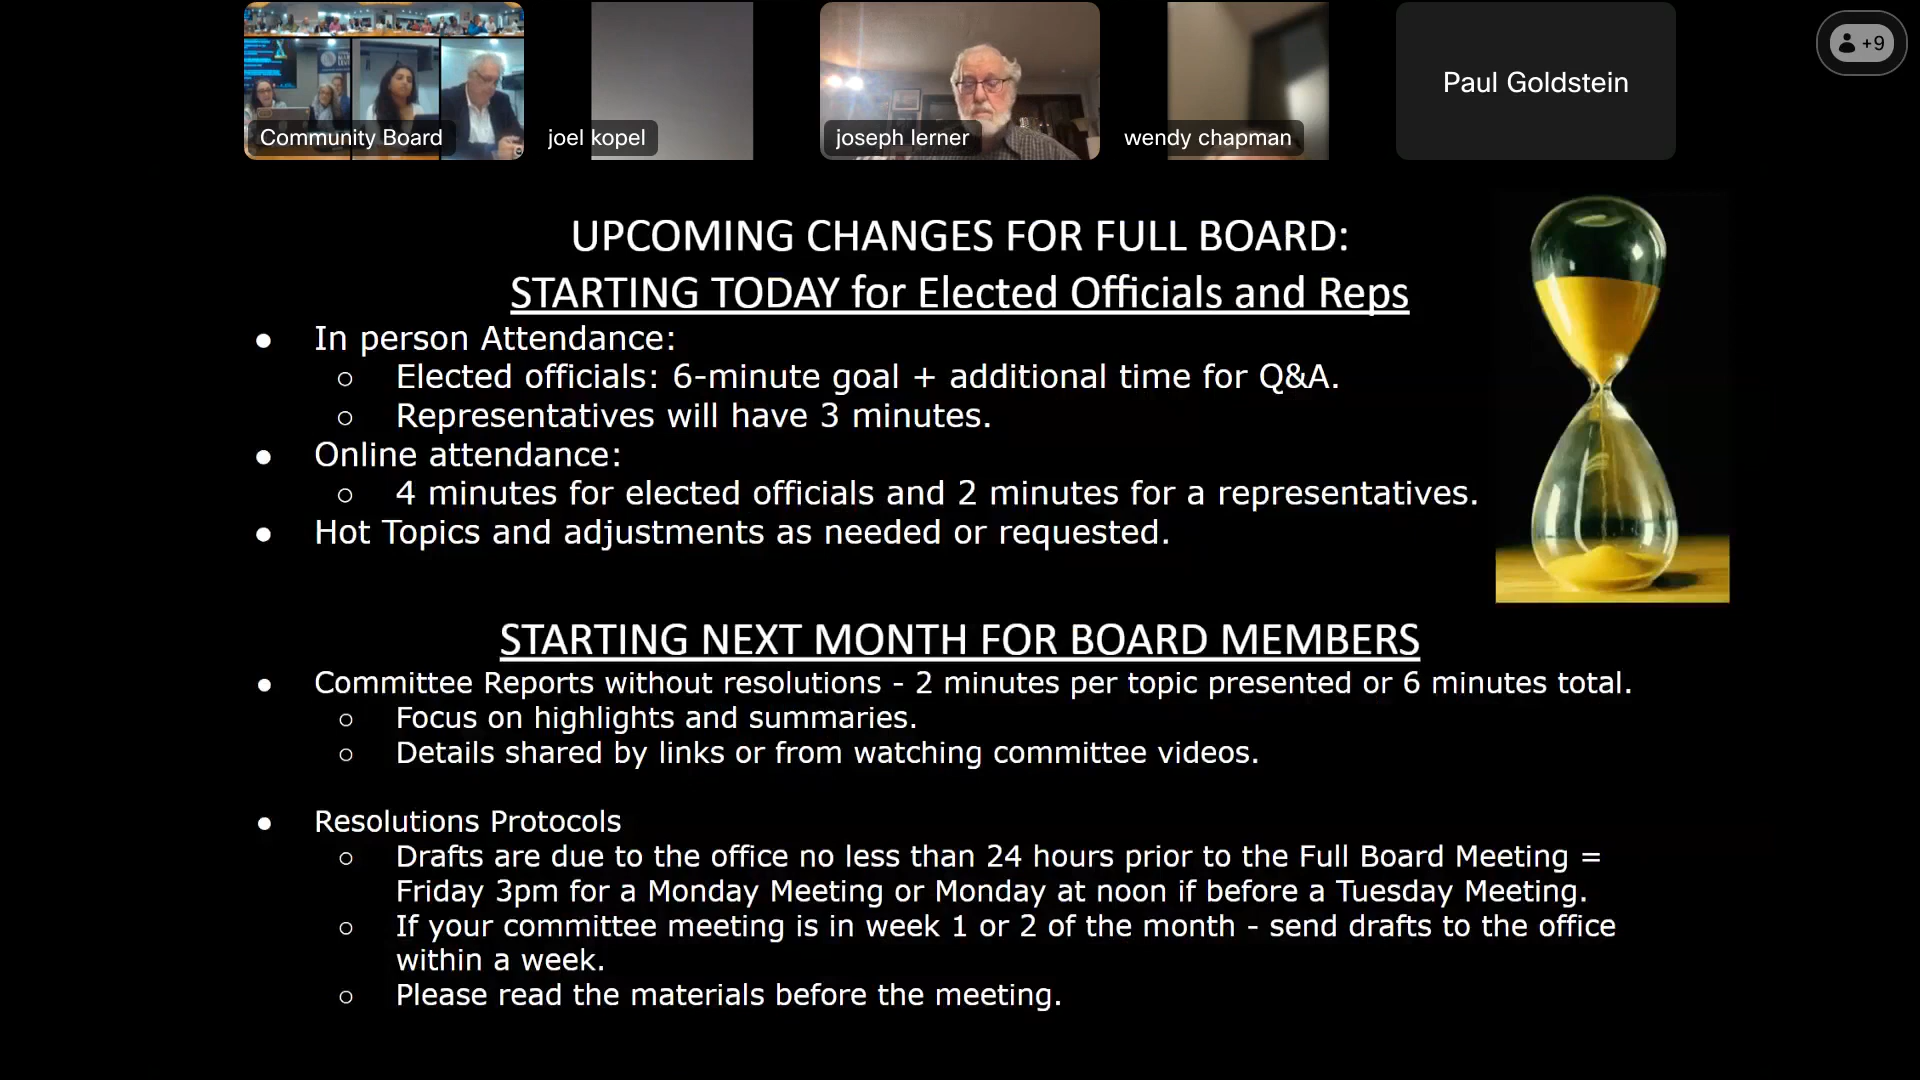 +9
Paul Goldstein
Community Board
joel kopel
joseph lerner
wendy chapman
UPCOMING CHANGES FOR FULL BOARD:
STARTING TODAY for Elected Officials and Reps
● In person Attendance:
○ Elected officials: 6-minute goal + additional time for Q&A.
○ Representatives will have 3 minutes.
● Online attendance:
○ 4 minutes for elected officials and 2 minutes for a representatives.
● Hot Topics and adjustments as needed or requested.
STARTING NEXT MONTH FOR BOARD MEMBERS
● Committee Reports without resolutions - 2 minutes per topic presented or 6 minutes total.
○ Focus on highlights and summaries.
○ Details shared by links or from watching committee videos.
● Resolutions Protocols
○ Drafts are due to the office no less than 24 hours prior to the Full Board Meeting =
Friday 3pm for a Monday Meeting or Monday at noon if before a Tuesday Meeting.
○ If your committee meeting is in week 1 or 2 of the month - send drafts to the office
within a week.
○ Please read the materials before the meeting.